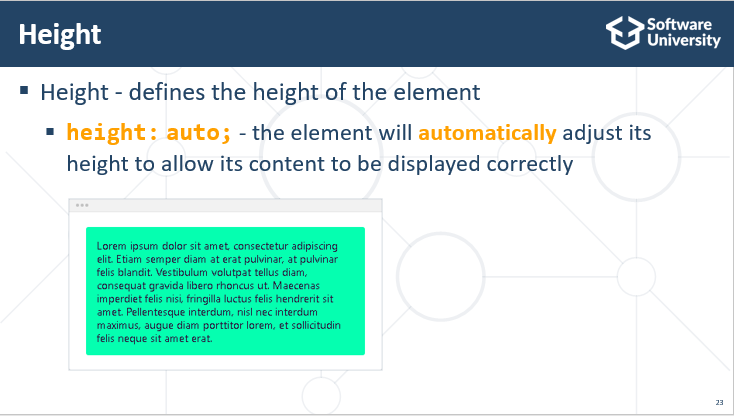 Height
Software
University
▪ Height - defines the height of the element
▪ height: auto; - the element will automatically adjust its
height to allow its content to be displayed correctly
Lorem ipsum dolor sit amet, consectetur adipiscing
elit. Etiam semper diam at erat pulvinar, at pulvinar
felis blandit. Vestibulum volutpat tellus diam,
consequat gravida libero rhoncus ut. Maecenas
imperdiet felis nisi, fringilla luctus felis hendrerit sit
amet. Pellentesque interdum, nisl nec interdum
maximus, augue diam porttitor lorem, et sollicitudin
felis neque sit amet erat.
23